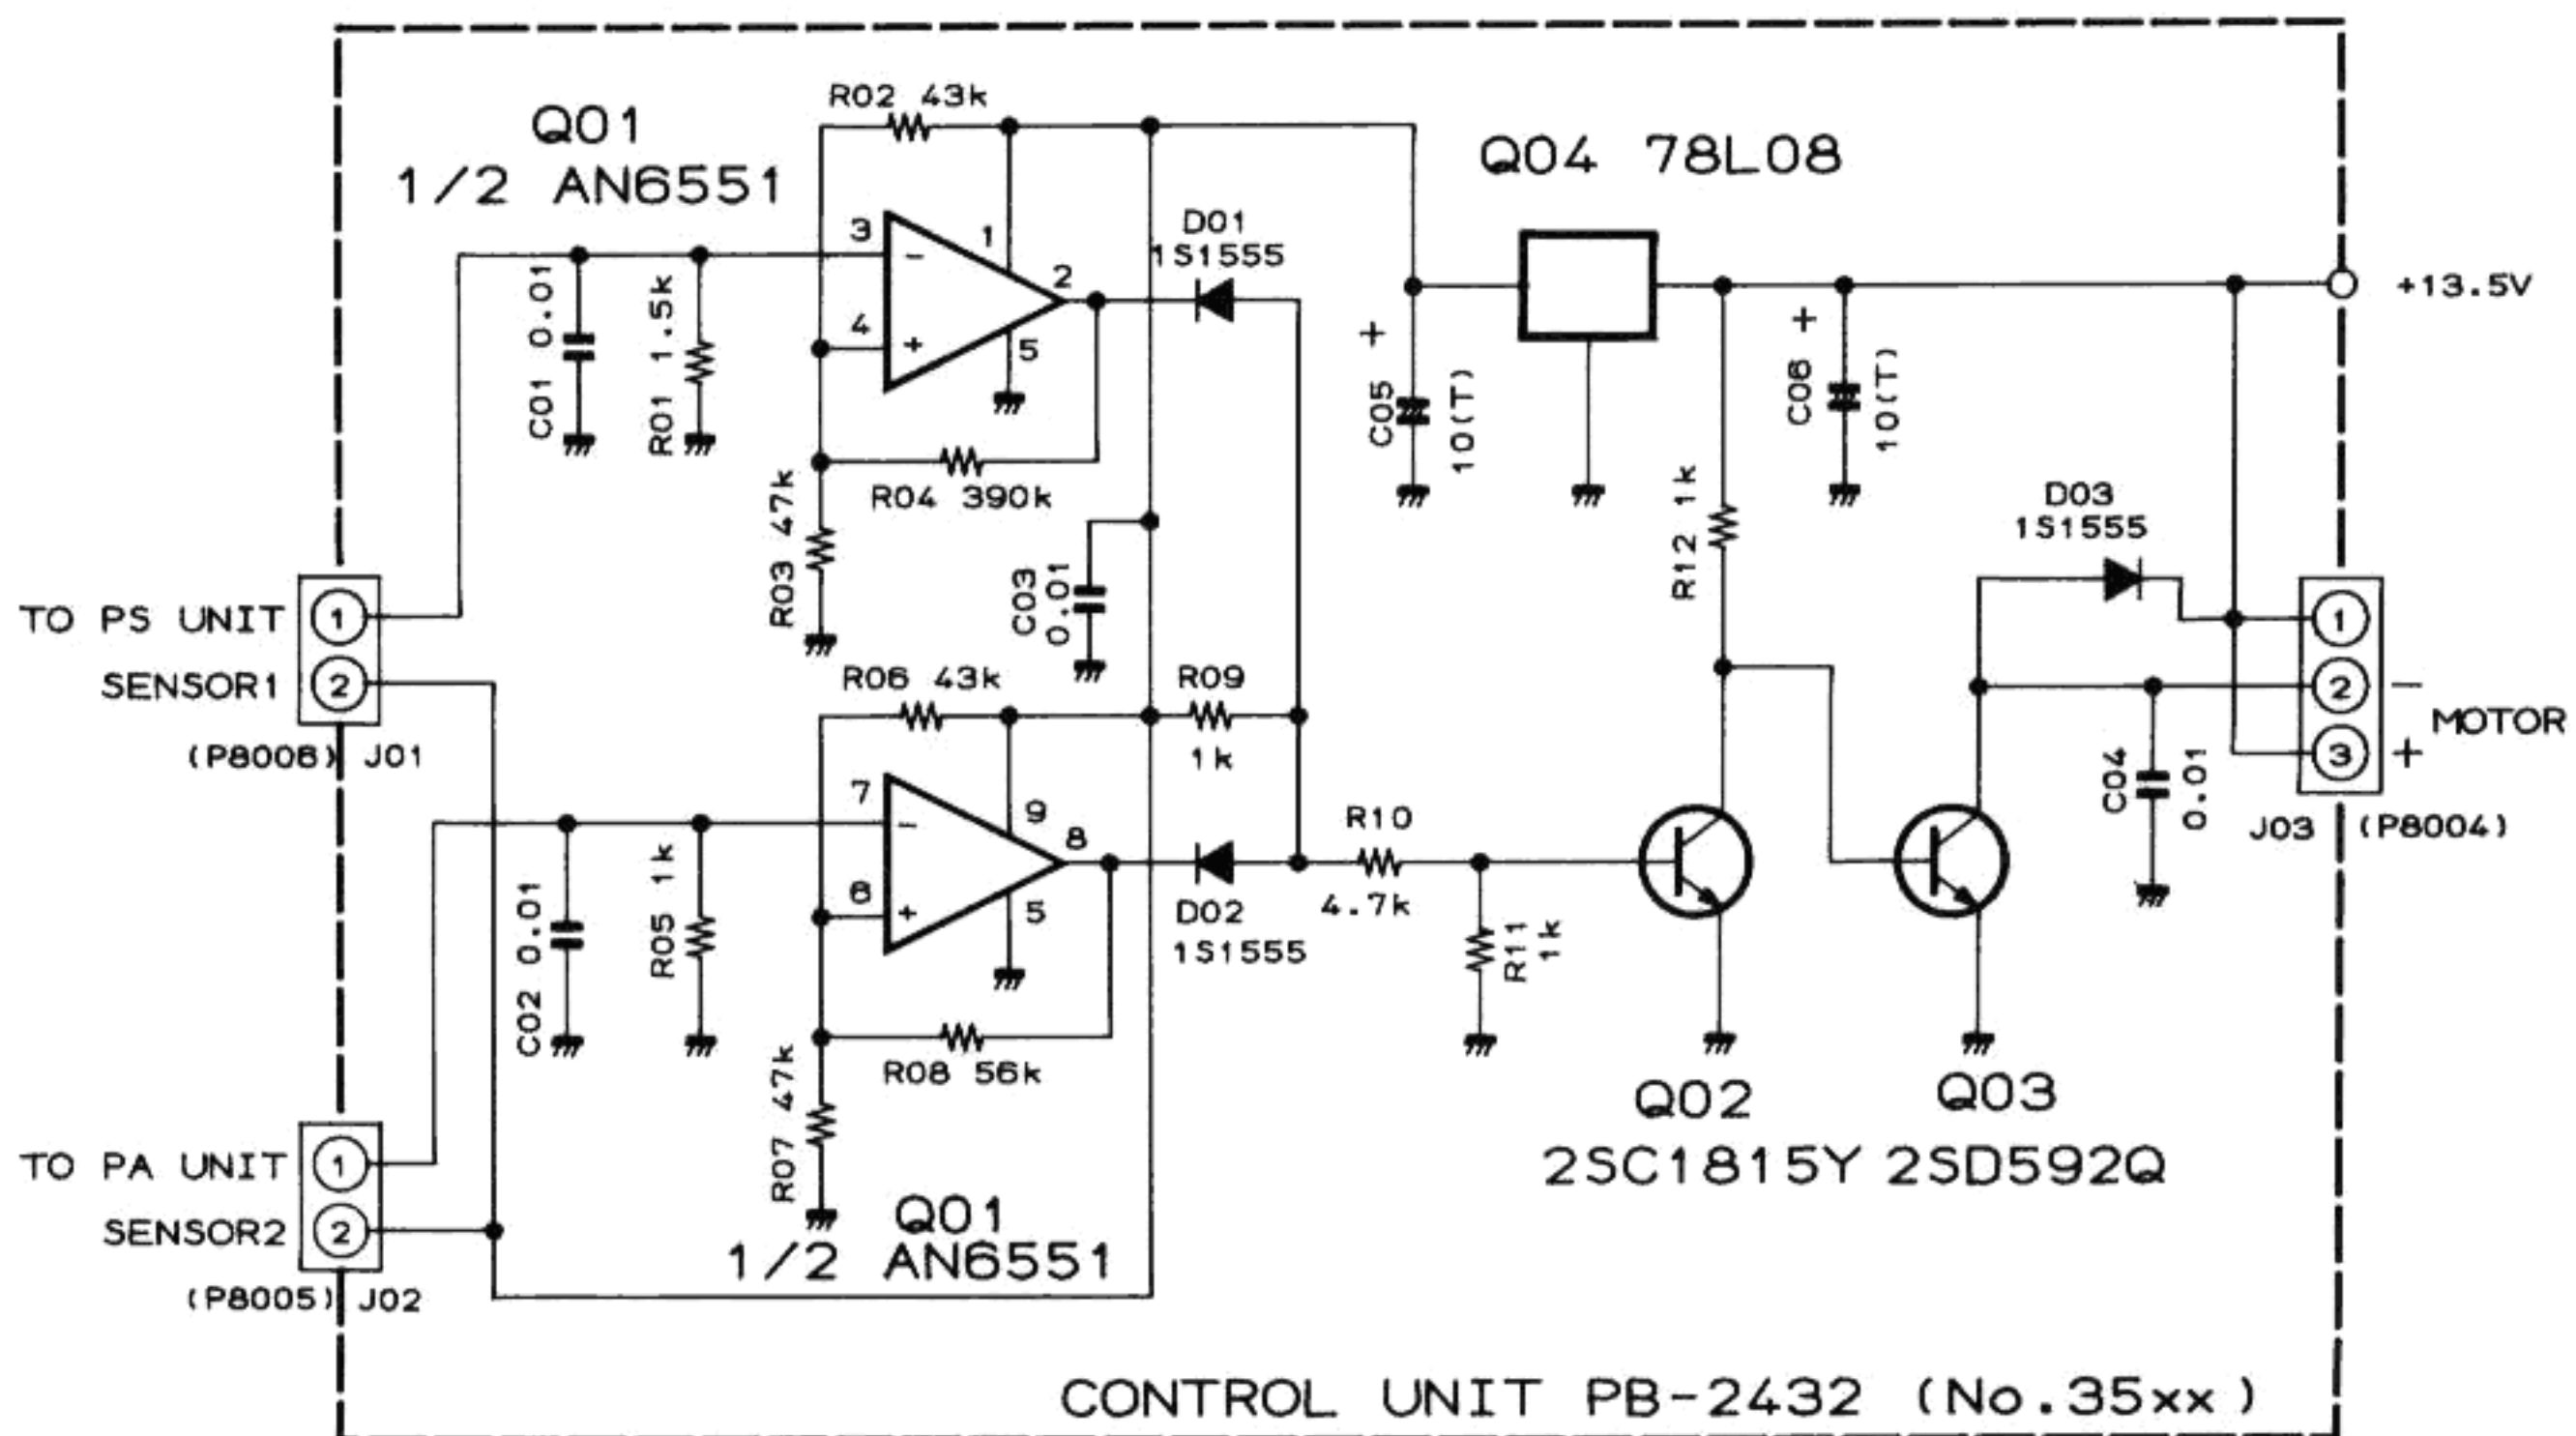 R02 43k
Q01
1/2 AN6551
Q04 78L08
D01
1S1555
3
1
2
4
5
−
+
C01 0.01
R01 1.5k
R04 390k
R03 47k
C03
0.01
+
C05
10(T)
+
C06
10(T)
+13.5V
R12 1k
D03
1S1555
TO PS UNIT
SENSOR1
1
2
(P8006) J01
R06 43k
R09
1k
7
9
8
6
5
−
+
C02 0.01
R05 1k
R08 56k
R07 47k
D02
1S1555
R10
4.7k
R11
1k
C04
0.01
1
2
3
−
MOTOR
+
J03 (P8004)
Q02
2SC1815Y
Q03
2SD592Q
TO PA UNIT
SENSOR2
1
2
(P8005) J02
Q01
1/2 AN6551
CONTROL UNIT PB-2432 (No.35xx)